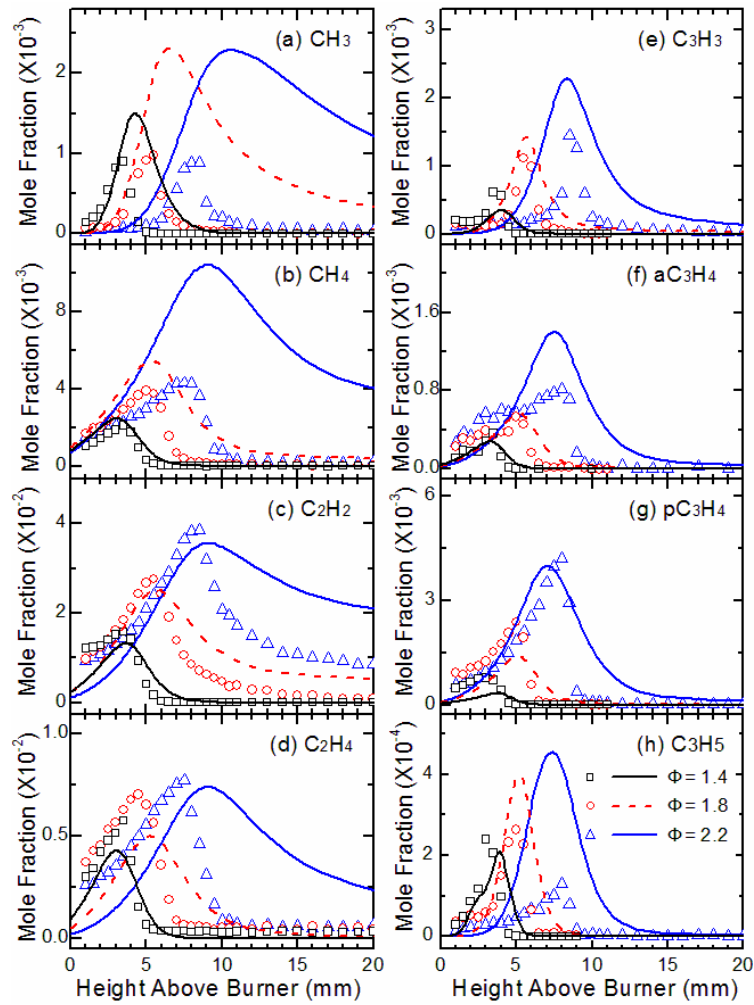 (a) CH₃
Mole Fraction (X10⁻³)
3
2
1
0
(b) CH₄
Mole Fraction (X10⁻³)
8
4
0
(c) C₂H₂
Mole Fraction (X10⁻²)
4
2
0
(d) C₂H₄
Mole Fraction (X10⁻²)
1.0
0.5
0.0
0 5 10 15 20
Height Above Burner (mm)
(e) C₃H₃
Mole Fraction (X10⁻³)
3
2
1
0
(f) aC₃H₄
Mole Fraction (X10⁻³)
1.6
0.8
0.0
(g) pC₃H₄
Mole Fraction (X10⁻³)
6
3
0
(h) C₃H5
Φ = 1.4
Φ = 1.8
Φ = 2.2
Mole Fraction (X10⁻⁴)
4
2
0
0 5 10 15 20
Height Above Burner (mm)